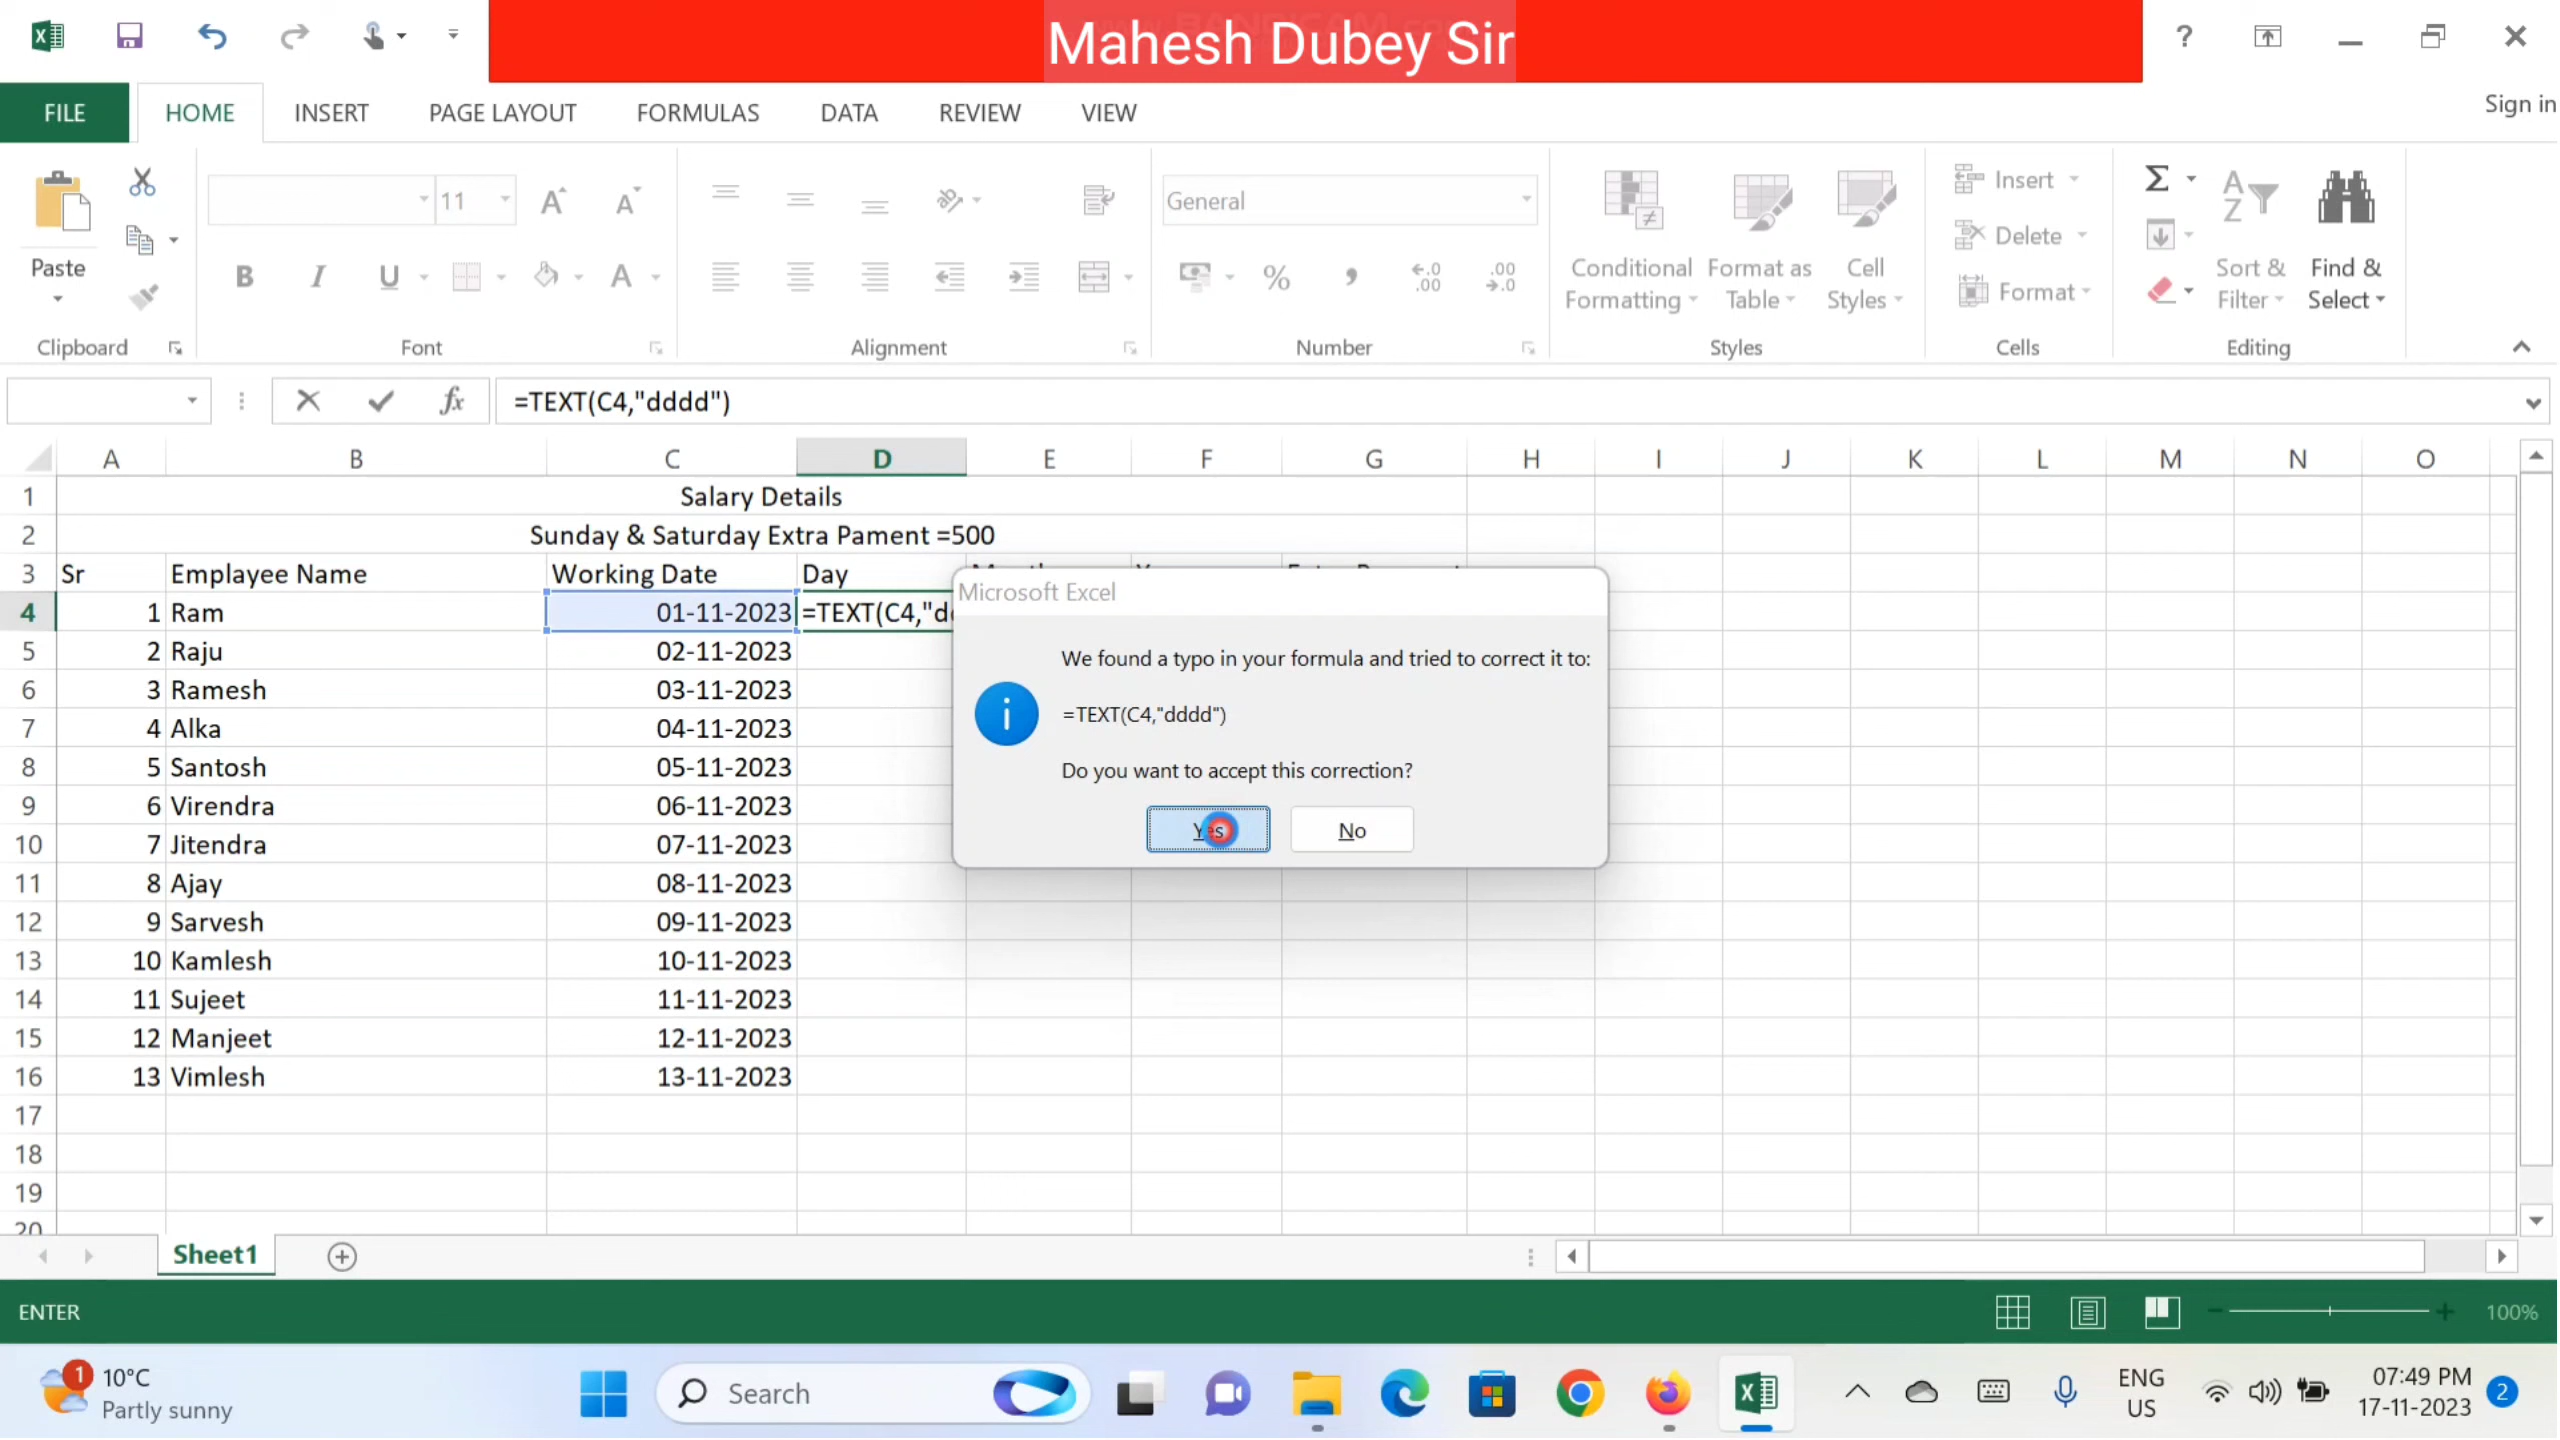 Mahesh Dubey Sir
?
Sign in
FILE HOME INSERT PAGE LAYOUT FORMULAS DATA REVIEW VIEW
Paste
Clipboard
11
B I U A
Font
Alignment
General
Number
Conditional Formatting
Format as Table
Cell Styles
Styles
Insert
Delete
Format
Cells
Sort & Filter
Find & Select
Editing
fx =TEXT(C4,"dddd")
A B C D E F G H I J K L M N O
1 Salary Details
2 Sunday & Saturday Extra Pament =500
3 Sr Employee Name Working Date Day
4 1 Ram 01-11-2023 =TEXT(C4,"dd
5 2 Raju 02-11-2023
6 3 Ramesh 03-11-2023
7 4 Alka 04-11-2023
8 5 Santosh 05-11-2023
9 6 Virendra 06-11-2023
10 7 Jitendra 07-11-2023
11 8 Ajay 08-11-2023
12 9 Sarvesh 09-11-2023
13 10 Kamlesh 10-11-2023
14 11 Sujeet 11-11-2023
15 12 Manjeet 12-11-2023
16 13 Vimlesh 13-11-2023
17
18
19
20
Microsoft Excel
We found a typo in your formula and tried to correct it to:
=TEXT(C4,"dddd")
Do you want to accept this correction?
Yes No
Sheet1
ENTER
100%
1 10°C
Partly sunny
Search
ENG
US
07:49 PM
17-11-2023
2